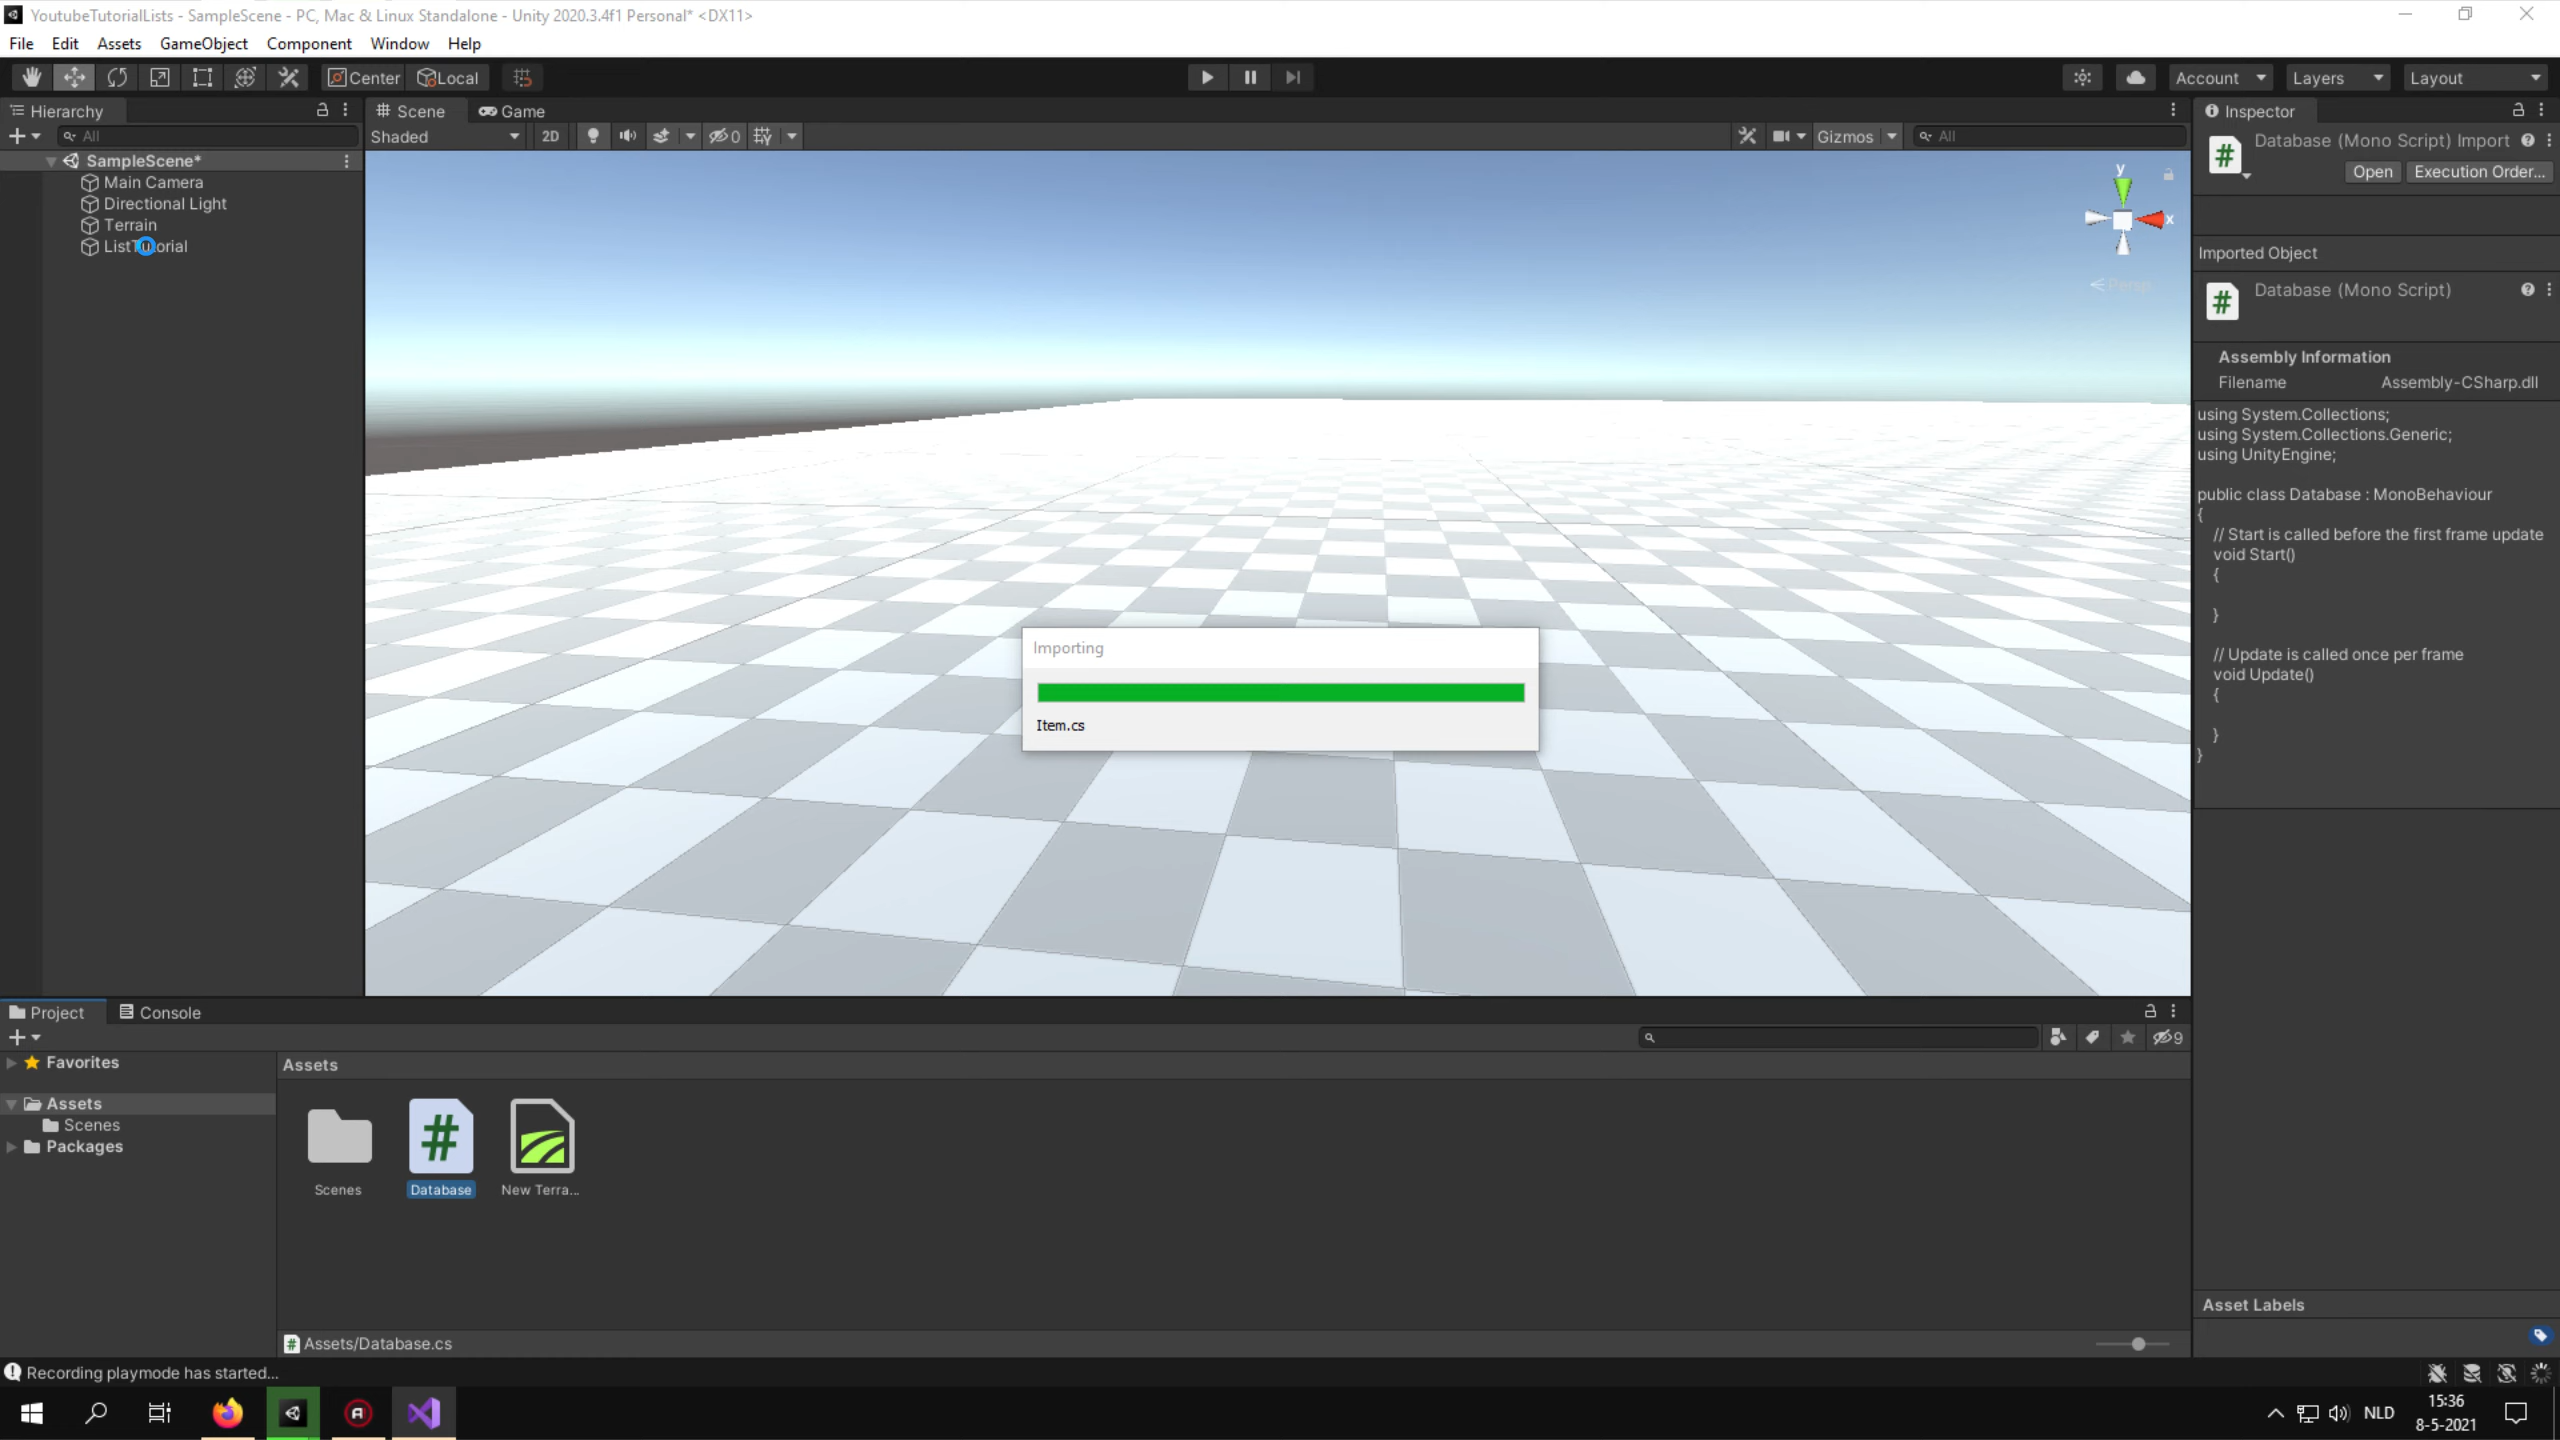 YoutubeTutorialLists - SampleScene - PC, Mac & Linux Standalone - Unity 2020.3.4f1 Personal* <DX11>
File Edit Assets GameObject Component Window Help
Center Local Account Layers Layout
Hierarchy
All
SampleScene*
Main Camera
Directional Light
Terrain
ListTutorial
Scene Game
Shaded 2D 0 Gizmos All
y
x
Persp
Importing
Item.cs
Inspector
Database (Mono Script) Import
Open Execution Order...
Imported Object
Database (Mono Script)
Assembly Information
Filename Assembly-CSharp.dll
using System.Collections;
using System.Collections.Generic;
using UnityEngine;
public class Database : MonoBehaviour
{
// Start is called before the first frame update
void Start()
{
}
// Update is called once per frame
void Update()
{
}
}
Asset Labels
Project Console
9
Favorites
Assets
Scenes
Packages
Assets
Scenes Database New Terra...
Assets/Database.cs
Recording playmode has started...
NLD
15:36
8-5-2021